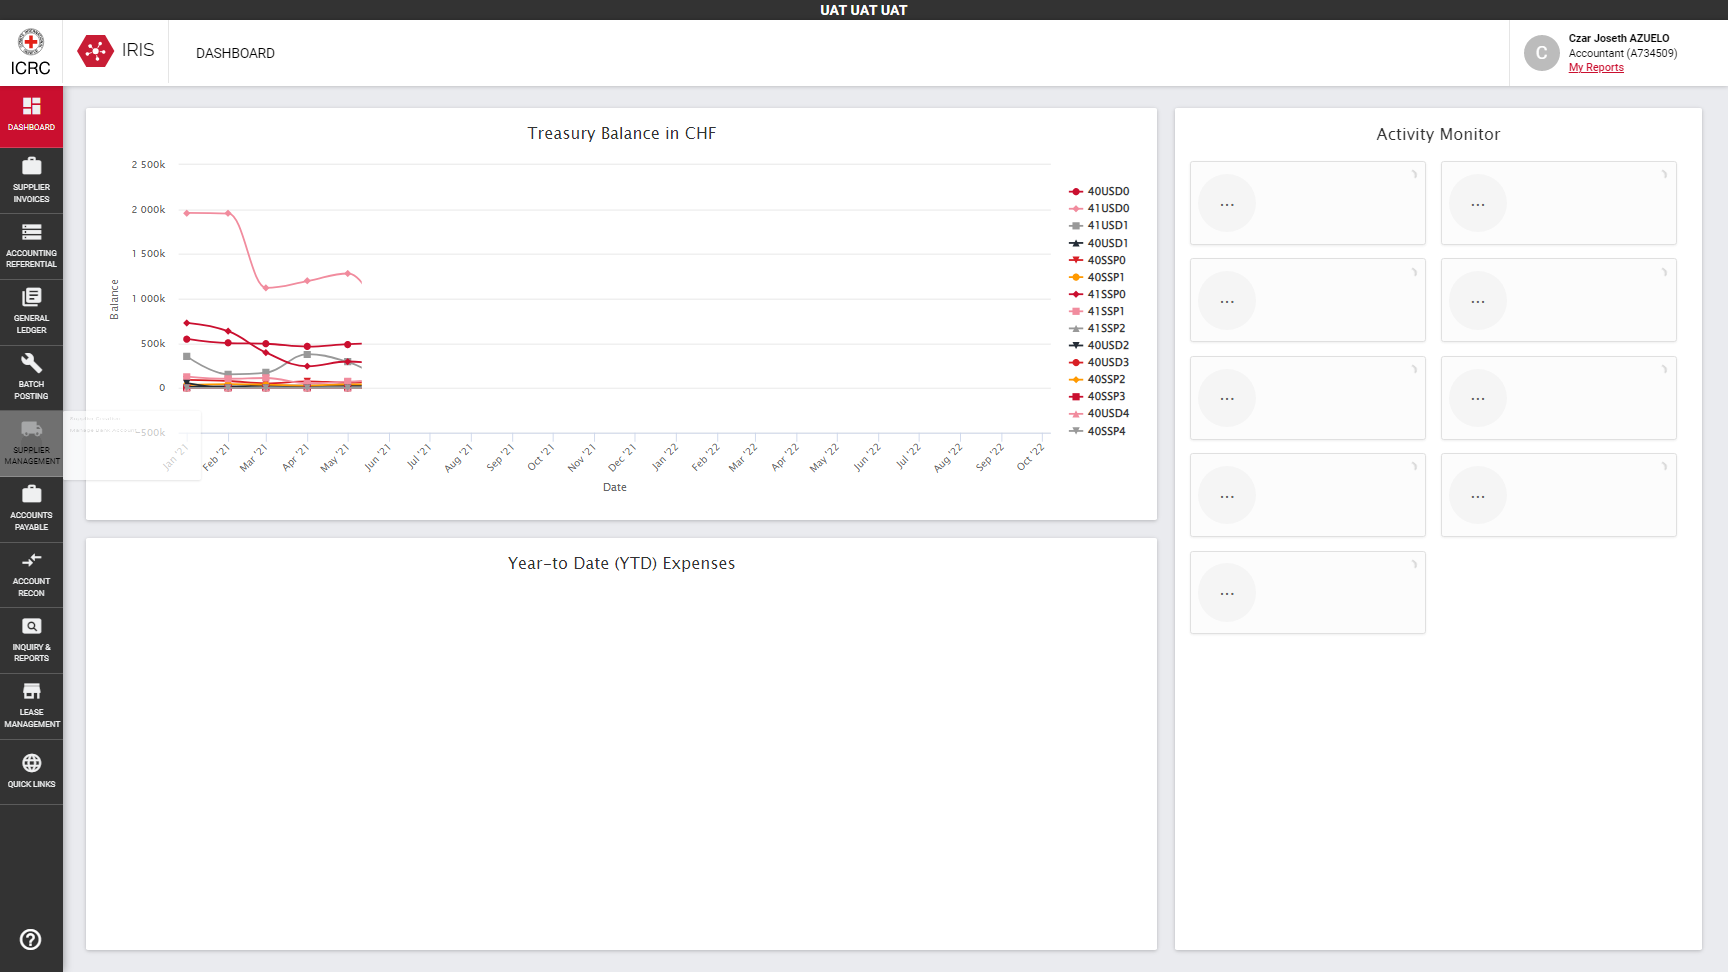 UAT UAT UAT
ICRC
IRIS
DASHBOARD
C
Czar Joseth AZUELO
Accountant (A734509)
My Reports
DASHBOARD
SUPPLIER
INVOICES
ACCOUNTING
REFERENTIAL
GENERAL
LEDGER
BATCH
POSTING
SUPPLIER
MANAGEMENT
ACCOUNTS
PAYABLE
ACCOUNT
RECON
INQUIRY &
REPORTS
LEASE
MANAGEMENT
QUICK LINKS
Treasury Balance in CHF
2 500k
2 000k
1 500k
1 000k
500k
0
-500k
Balance
Jan '21
Feb '21
Mar '21
Apr '21
May '21
Jun '21
Jul '21
Aug '21
Sep '21
Oct '21
Nov '21
Dec '21
Jan '22
Feb '22
Mar '22
Apr '22
May '22
Jun '22
Jul '22
Aug '22
Sep '22
Oct '22
Date
40USD0
41USD0
41USD1
40USD1
40SSP0
40SSP1
41SSP0
41SSP1
41SSP2
40USD2
40USD3
40SSP2
40SSP3
40USD4
40SSP4
Year-to Date (YTD) Expenses
Activity Monitor
...
...
...
...
...
...
...
...
...